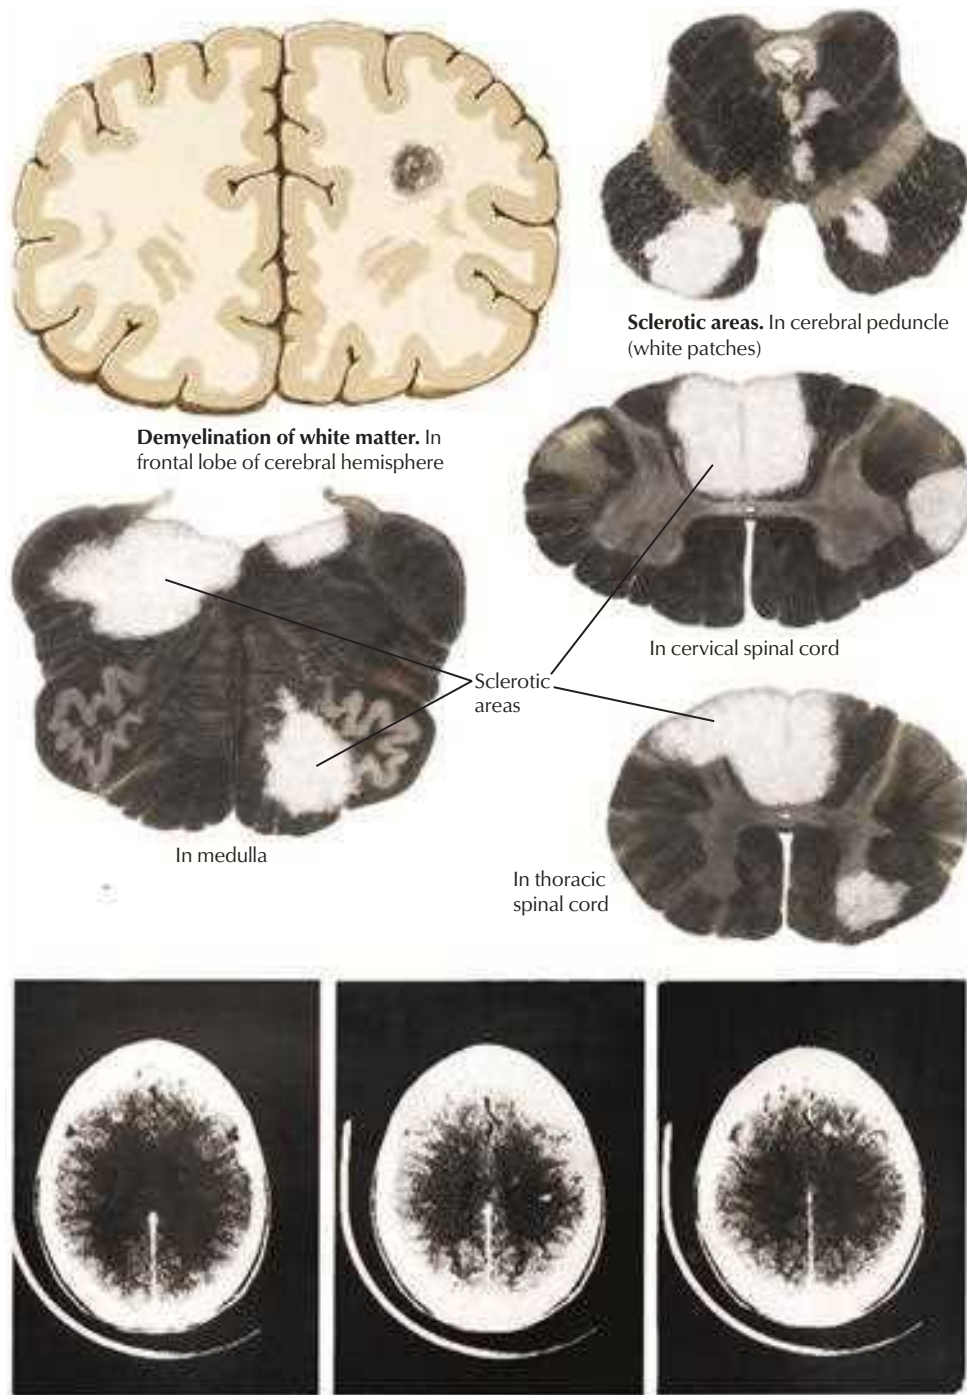 Sclerotic areas. In cerebral peduncle
(white patches)
Demyelination of white matter. In
frontal lobe of cerebral hemisphere
In cervical spinal cord
Sclerotic
areas
In medulla
In thoracic
spinal cord